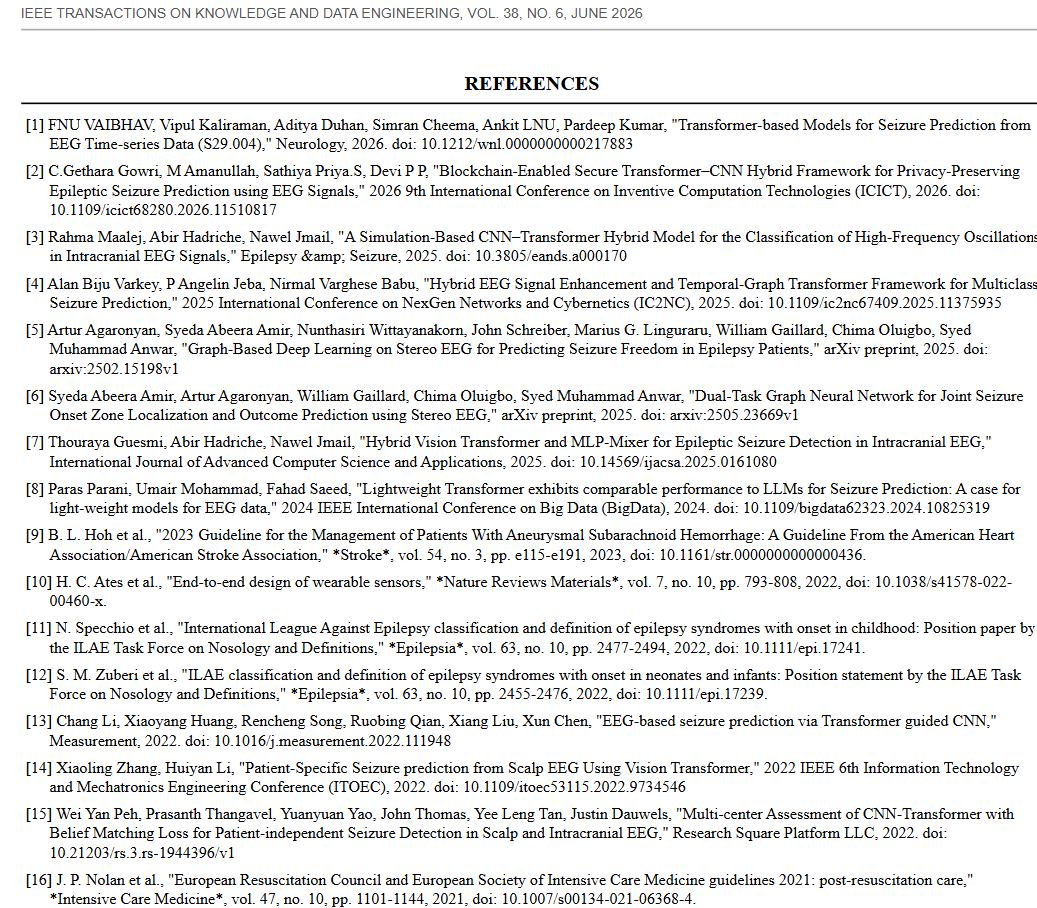 IEEE TRANSACTIONS ON KNOWLEDGE AND DATA ENGINEERING, VOL. 38, NO. 6, JUNE 2026
REFERENCES
[1] FNU VAIBHAV, Vipul Kaliraman, Aditya Duhan, Simran Cheema, Ankit LNU, Pardeep Kumar, "Transformer-based Models for Seizure Prediction from
EEG Time-series Data (S29.004)," Neurology, 2026. doi: 10.1212/wnl.0000000000217883
[2] C.Gethara Gowri, M Amanullah, Sathiya Priya.S, Devi P P, "Blockchain-Enabled Secure Transformer–CNN Hybrid Framework for Privacy-Preserving
Epileptic Seizure Prediction using EEG Signals," 2026 9th International Conference on Inventive Computation Technologies (ICICT), 2026. doi:
10.1109/icict68280.2026.11510817
[3] Rahma Maalej, Abir Hadriche, Nawel Jmail, "A Simulation-Based CNN–Transformer Hybrid Model for the Classification of High-Frequency Oscillations
in Intracranial EEG Signals," Epilepsy &amp; Seizure, 2025. doi: 10.3805/eands.a000170
[4] Alan Biju Varkey, P Angelin Jeba, Nirmal Varghese Babu, "Hybrid EEG Signal Enhancement and Temporal-Graph Transformer Framework for Multiclass
Seizure Prediction," 2025 International Conference on NexGen Networks and Cybernetics (IC2NC), 2025. doi: 10.1109/ic2nc67409.2025.11375935
[5] Artur Agaronyan, Syeda Abeera Amir, Nunthasiri Wittayanakorn, John Schreiber, Marius G. Linguraru, William Gaillard, Chima Oluigbo, Syed
Muhammad Anwar, "Graph-Based Deep Learning on Stereo EEG for Predicting Seizure Freedom in Epilepsy Patients," arXiv preprint, 2025. doi:
arxiv:2502.15198v1
[6] Syeda Abeera Amir, Artur Agaronyan, William Gaillard, Chima Oluigbo, Syed Muhammad Anwar, "Dual-Task Graph Neural Network for Joint Seizure
Onset Zone Localization and Outcome Prediction using Stereo EEG," arXiv preprint, 2025. doi: arxiv:2505.23669v1
[7] Thouraya Guesmi, Abir Hadriche, Nawel Jmail, "Hybrid Vision Transformer and MLP-Mixer for Epileptic Seizure Detection in Intracranial EEG,"
International Journal of Advanced Computer Science and Applications, 2025. doi: 10.14569/ijacsa.2025.0161080
[8] Paras Parani, Umair Mohammad, Fahad Saeed, "Lightweight Transformer exhibits comparable performance to LLMs for Seizure Prediction: A case for
light-weight models for EEG data," 2024 IEEE International Conference on Big Data (BigData), 2024. doi: 10.1109/bigdata62323.2024.10825319
[9] B. L. Hoh et al., "2023 Guideline for the Management of Patients With Aneurysmal Subarachnoid Hemorrhage: A Guideline From the American Heart
Association/American Stroke Association," *Stroke*, vol. 54, no. 3, pp. e115-e191, 2023, doi: 10.1161/str.0000000000000436.
[10] H. C. Ates et al., "End-to-end design of wearable sensors," *Nature Reviews Materials*, vol. 7, no. 10, pp. 793-808, 2022, doi: 10.1038/s41578-022-
00460-x.
[11] N. Specchio et al., "International League Against Epilepsy classification and definition of epilepsy syndromes with onset in childhood: Position paper by
the ILAE Task Force on Nosology and Definitions," *Epilepsia*, vol. 63, no. 10, pp. 2477-2494, 2022, doi: 10.1111/epi.17241.
[12] S. M. Zuberi et al., "ILAE classification and definition of epilepsy syndromes with onset in neonates and infants: Position statement by the ILAE Task
Force on Nosology and Definitions," *Epilepsia*, vol. 63, no. 10, pp. 2455-2476, 2022, doi: 10.1111/epi.17239.
[13] Chang Li, Xiaoyang Huang, Rencheng Song, Ruobing Qian, Xiang Liu, Xun Chen, "EEG-based seizure prediction via Transformer guided CNN,"
Measurement, 2022. doi: 10.1016/j.measurement.2022.111948
[14] Xiaoling Zhang, Huiyan Li, "Patient-Specific Seizure prediction from Scalp EEG Using Vision Transformer," 2022 IEEE 6th Information Technology
and Mechatronics Engineering Conference (ITOEC), 2022. doi: 10.1109/itoec53115.2022.9734546
[15] Wei Yan Peh, Prasanth Thangavel, Yuanyuan Yao, John Thomas, Yee Leng Tan, Justin Dauwels, "Multi-center Assessment of CNN-Transformer with
Belief Matching Loss for Patient-independent Seizure Detection in Scalp and Intracranial EEG," Research Square Platform LLC, 2022. doi:
10.21203/rs.3.rs-1944396/v1
[16] J. P. Nolan et al., "European Resuscitation Council and European Society of Intensive Care Medicine guidelines 2021: post-resuscitation care,"
*Intensive Care Medicine*, vol. 47, no. 10, pp. 1101-1144, 2021, doi: 10.1007/s00134-021-06368-4.